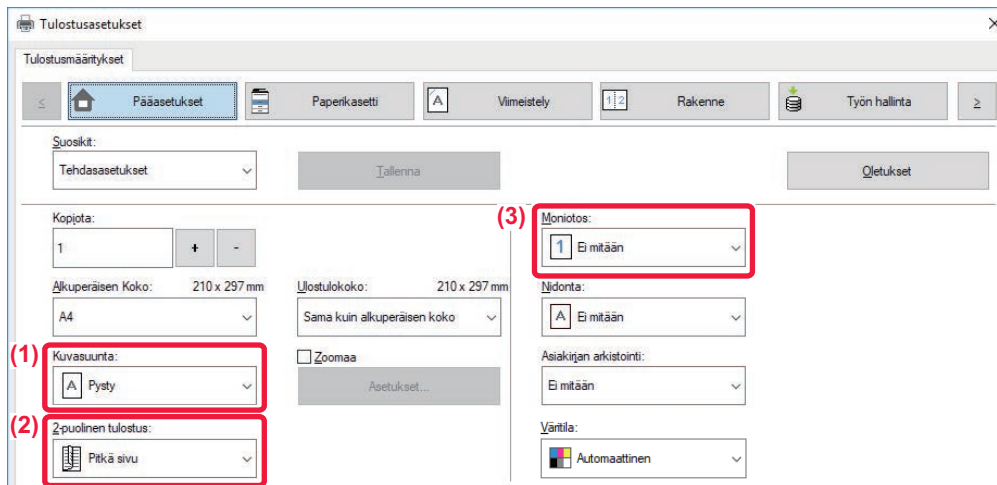 Tulostusasetukset
Tulostusmääritykset
<
Pääasetukset
Paperikasetti
A
Viimeistely
1 2
Rakenne
Työn hallinta
>
Suosikit:
Tehdasasetukset
Tallenna
Oletukset
Kopiota:
1
+
-
Alkuperäisen Koko: 210 x 297 mm
A4
Ulostulokoko: 210 x 297 mm
Sama kuin alkuperäisen koko
(1)
Kuvasuunta:
A Pysty
Zoomaa
Asetukset...
(2)
2-puolinen tulostus:
Pitkä sivu
(3)
Moniotos:
1 Ei mitään
Nidonta:
A Ei mitään
Asiakirjan arkistointi:
Ei mitään
Väritila:
Automaattinen